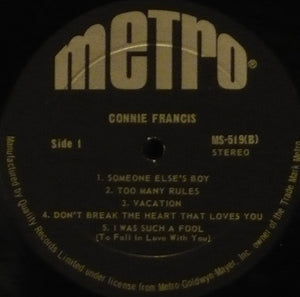 metro®
CONNIE FRANCIS
Side 1
MS-519(B)
STEREO
1. SOMEONE ELSE'S BOY
2. TOO MANY RULES
3. VACATION
4. DON'T BREAK THE HEART THAT LOVES YOU
5. I WAS SUCH A FOOL
(To Fall In Love With You)
Manufactured by Quality Records Limited under license from Metro-Goldwyn-Mayer, Inc. owner of the Trade Mark Metro